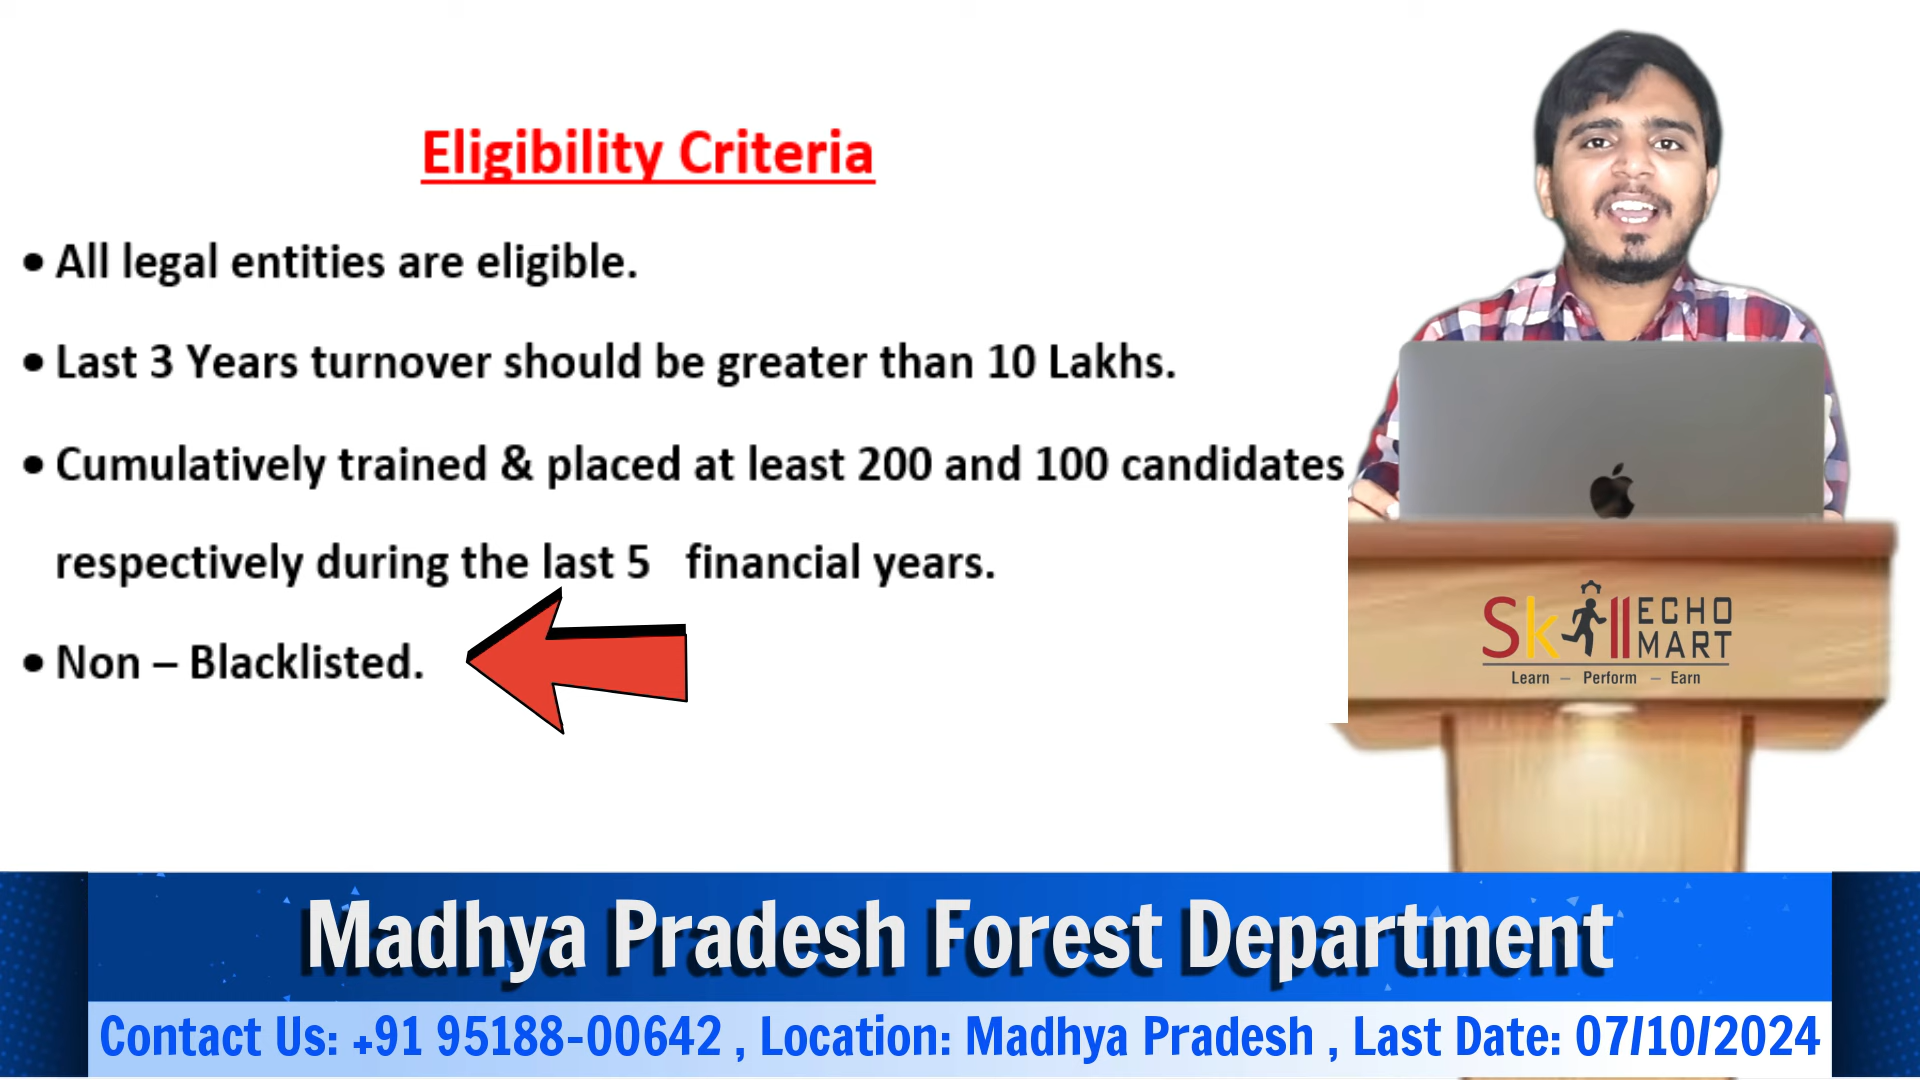 Eligibility Criteria
• All legal entities are eligible.
• Last 3 Years turnover should be greater than 10 Lakhs.
• Cumulatively trained & placed at least 200 and 100 candidates
respectively during the last 5 financial years.
• Non – Blacklisted.
Skill ECHO MART
Learn – Perform – Earn
Madhya Pradesh Forest Department
Contact Us: +91 95188-00642 , Location: Madhya Pradesh , Last Date: 07/10/2024